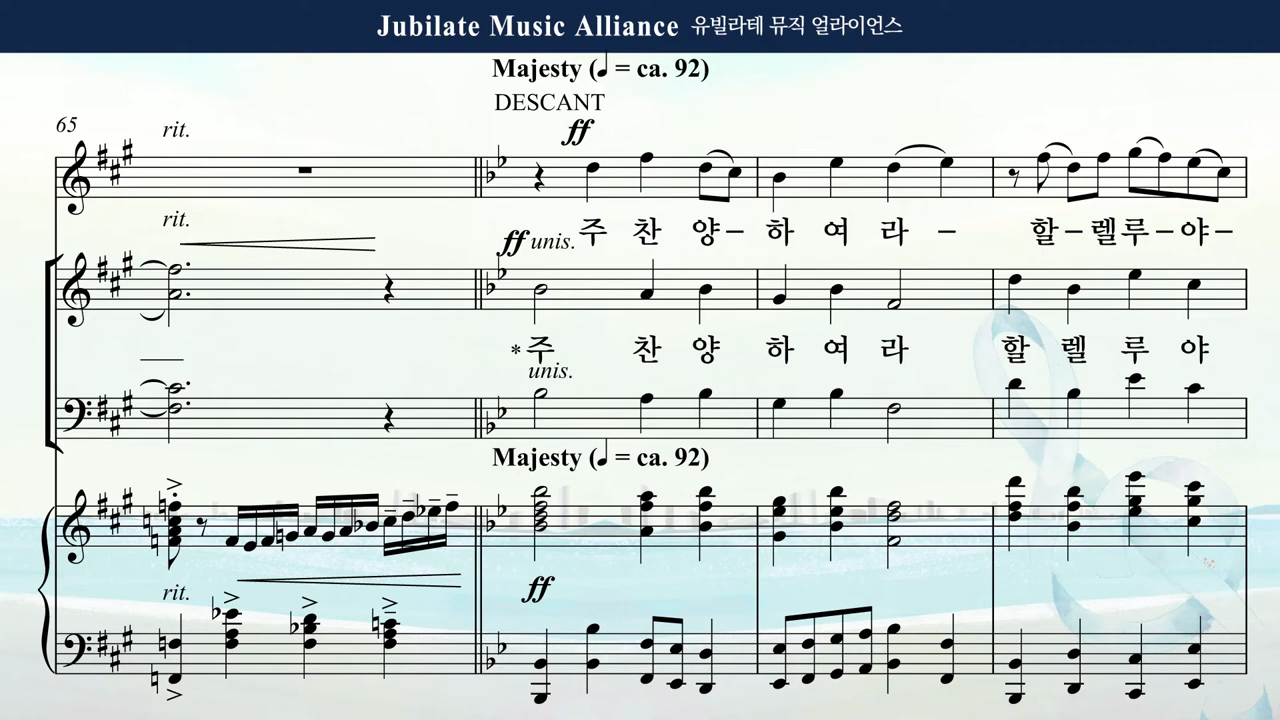 Jubilate Music Alliance 유빌라테 뮤직 얼라이언스
Majesty (♩ = ca. 92)
DESCANT
65
rit.
ff
주 찬 양 – 하 여 라 – 할 – 렐 루 – 야 –
rit.
ff unis.
* 주 찬 양 하 여 라 할 렐 루 야
unis.
Majesty (♩ = ca. 92)
rit.
ff